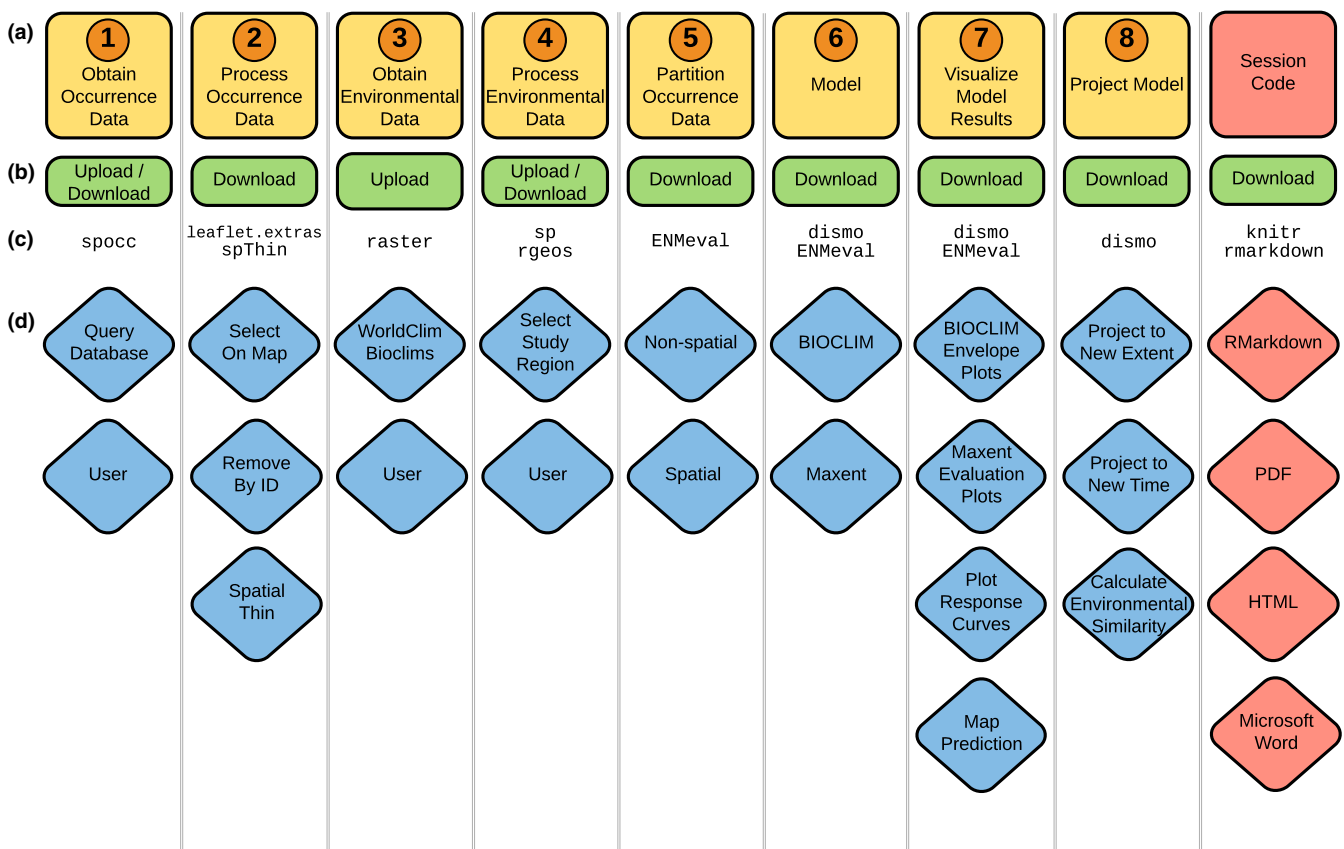 (a)
1
Obtain
Occurrence
Data
2
Process
Occurrence
Data
3
Obtain
Environmental
Data
4
Process
Environmental
Data
5
Partition
Occurrence
Data
6
Model
7
Visualize
Model
Results
8
Project Model
Session
Code
(b)
Upload /
Download
Download
Upload
Upload /
Download
Download
Download
Download
Download
Download
(c)
spocc
leaflet.extras
spThin
raster
sp
rgeos
ENMeval
dismo
ENMeval
dismo
ENMeval
dismo
knitr
rmarkdown
(d)
Query
Database
Select
On Map
WorldClim
Bioclims
Select
Study
Region
Non-spatial
BIOCLIM
BIOCLIM
Envelope
Plots
Project to
New Extent
RMarkdown
User
Remove
By ID
User
User
Spatial
Maxent
Maxent
Evaluation
Plots
Project to
New Time
PDF
Spatial
Thin
Plot
Response
Curves
Calculate
Environmental
Similarity
HTML
Map
Prediction
Microsoft
Word